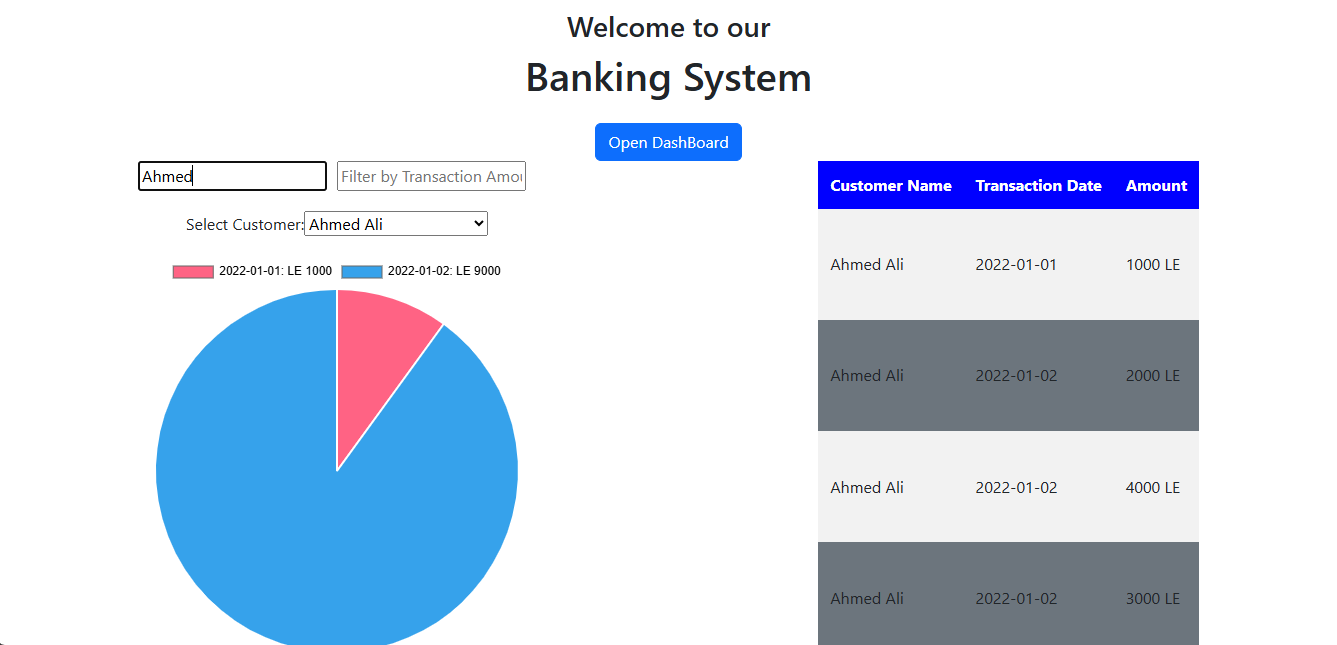 Welcome to our
Banking System
Open DashBoard
Ahmed
Filter by Transaction Amou
Select Customer: Ahmed Ali
2022-01-01: LE 1000 2022-01-02: LE 9000
Customer Name Transaction Date Amount
Ahmed Ali 2022-01-01 1000 LE
Ahmed Ali 2022-01-02 2000 LE
Ahmed Ali 2022-01-02 4000 LE
Ahmed Ali 2022-01-02 3000 LE